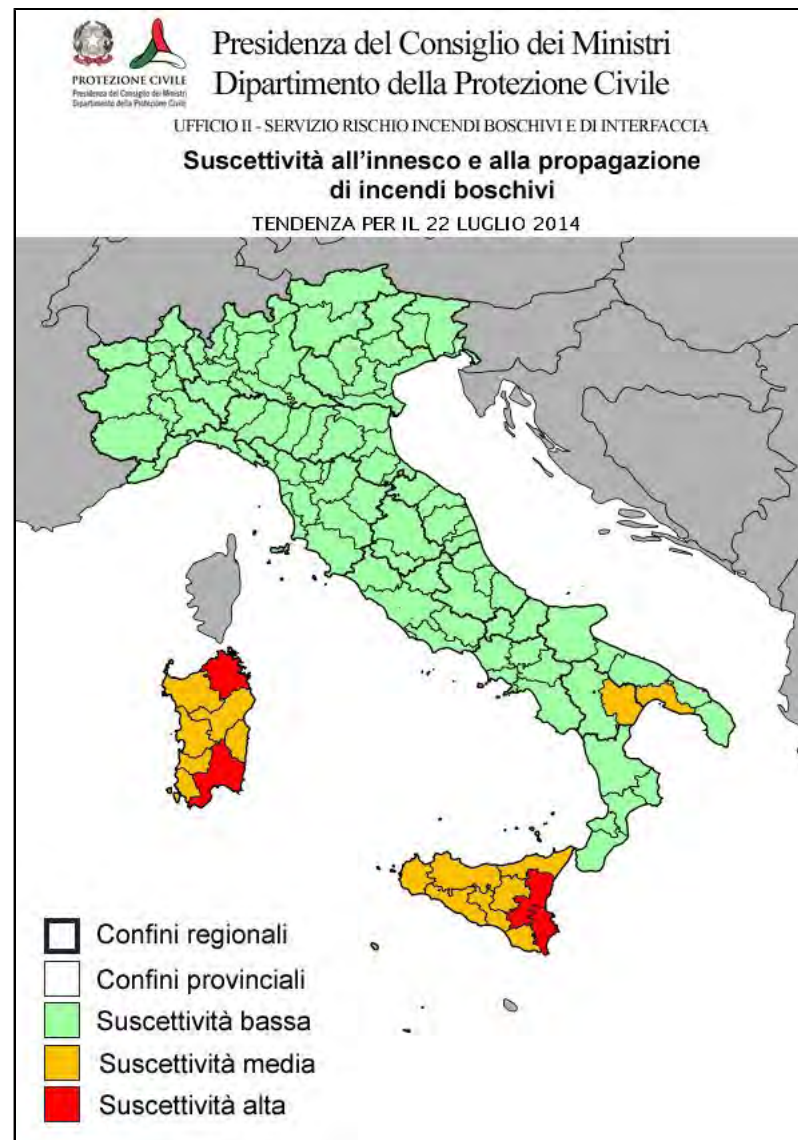 PROTEZIONE CIVILE
Presidenza del Consiglio dei Ministri
Dipartimento della Protezione Civile
Presidenza del Consiglio dei Ministri
Dipartimento della Protezione Civile
UFFICIO II - SERVIZIO RISCHIO INCENDI BOSCHIVI E DI INTERFACCIA
Suscettività all'innesco e alla propagazione
di incendi boschivi
TENDENZA PER IL 22 LUGLIO 2014
Confini regionali
Confini provinciali
Suscettività bassa
Suscettività media
Suscettività alta